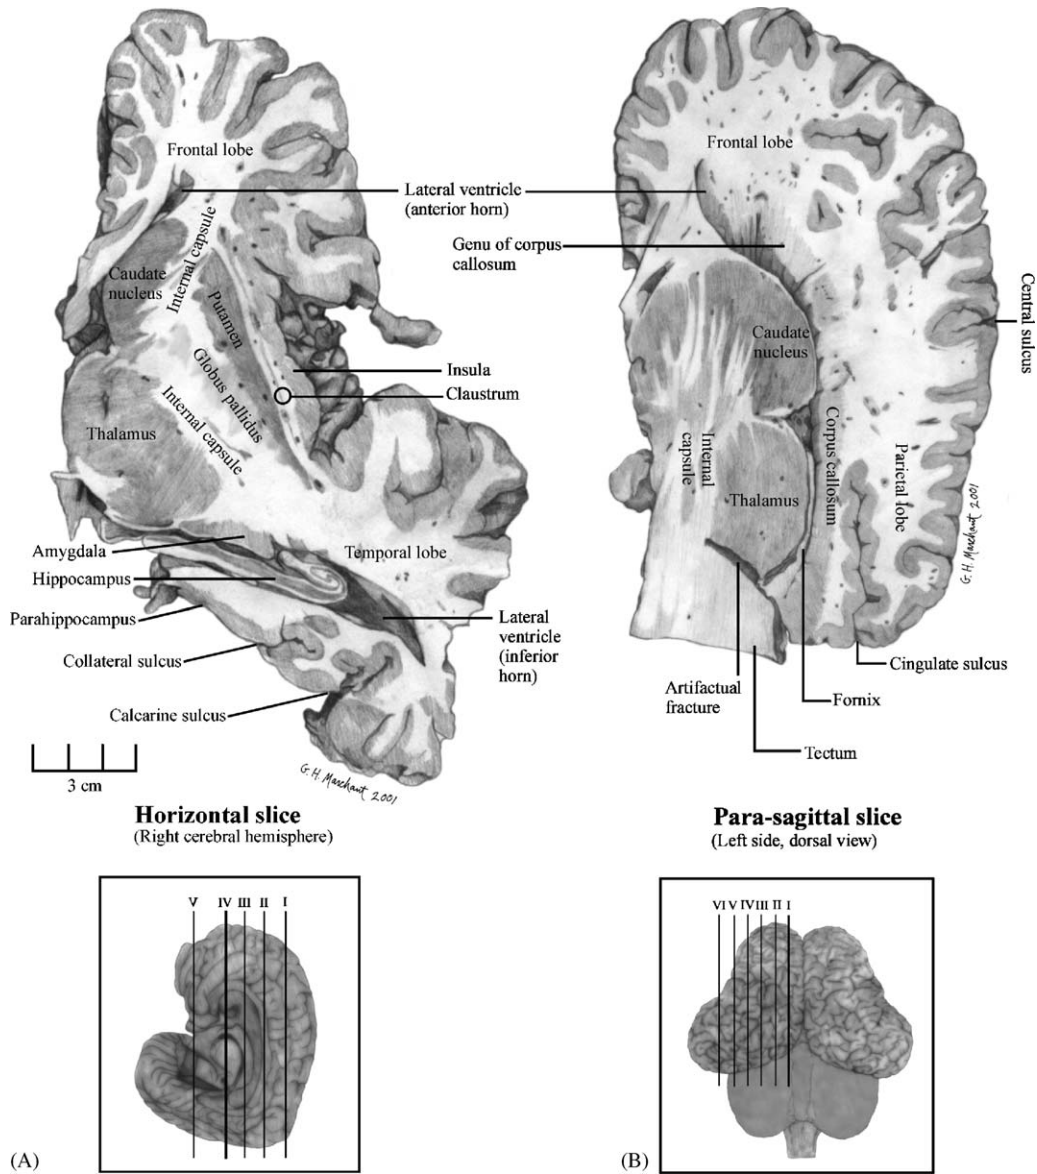 Frontal lobe
Lateral ventricle
(anterior horn)
Genu of corpus
callosum
Caudate
nucleus
Internal capsule
Putamen
Globus pallidus
Internal capsule
Thalamus
Insula
Claustrum
Amygdala
Hippocampus
Parahippocampus
Collateral sulcus
Calcarine sulcus
Temporal lobe
Lateral
ventricle
(inferior
horn)
3 cm
G. H. Marchant 2001
Horizontal slice
(Right cerebral hemisphere)
V IV III II I
(A)
Frontal lobe
Caudate
nucleus
Central sulcus
Internal
capsule
Thalamus
Corpus callosum
Parietal lobe
G. H. Marchant 2001
Cingulate sulcus
Artifactual
fracture
Fornix
Tectum
Para-sagittal slice
(Left side, dorsal view)
VI V IV III II I
(B)